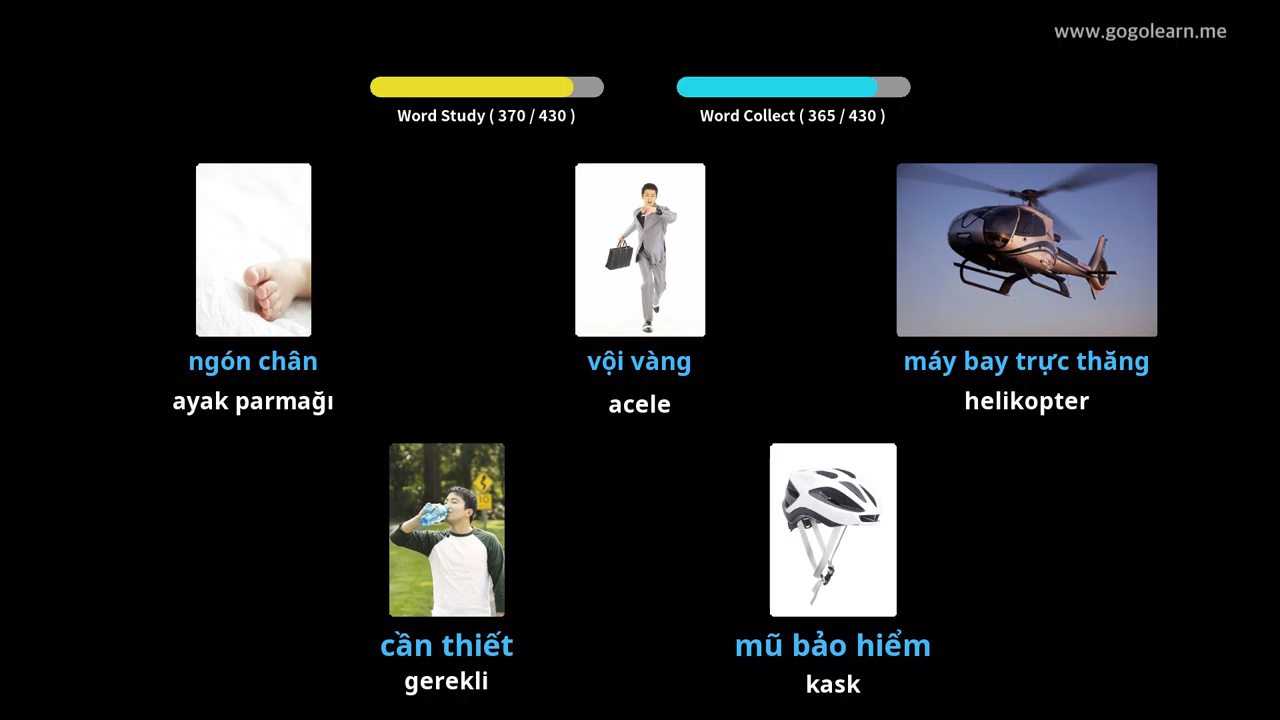 www.gogolearn.me
Word Study ( 370 / 430 )
Word Collect ( 365 / 430 )
ngón chân
vội vàng
máy bay trực thăng
ayak parmağı
acele
helikopter
cần thiết
mũ bảo hiểm
gerekli
kask